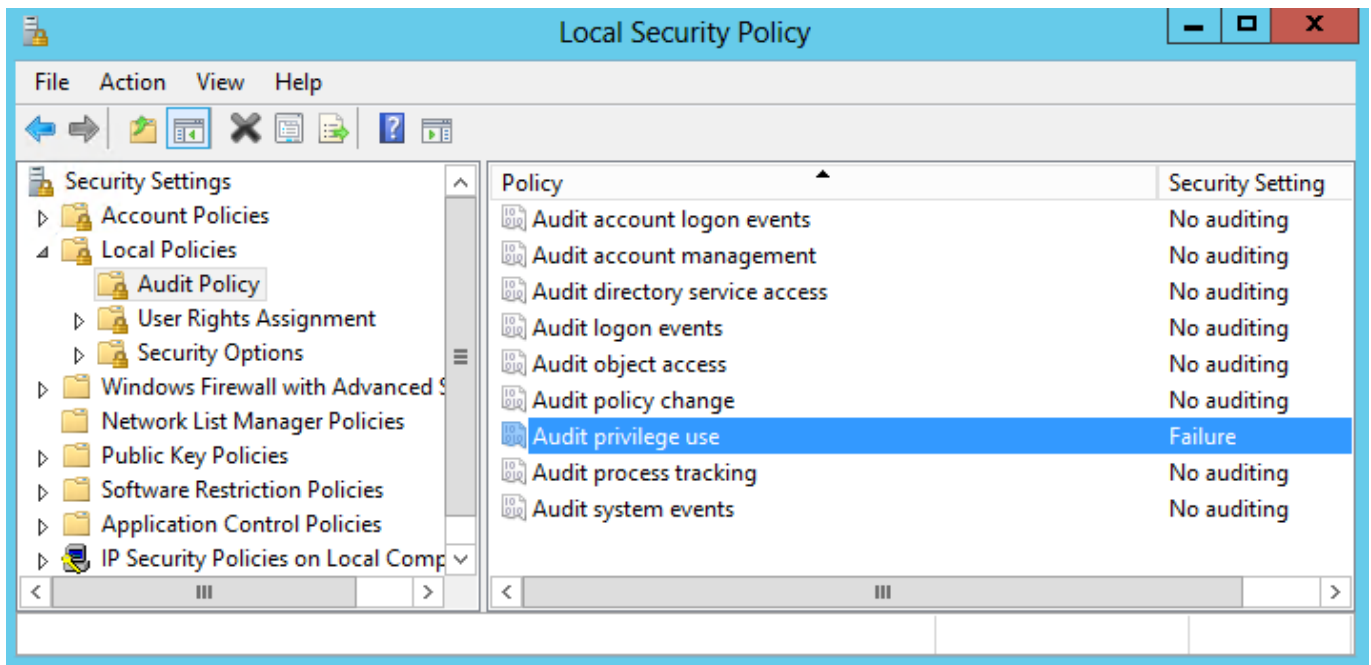 Local Security Policy
File Action View Help
Security Settings
Account Policies
Local Policies
Audit Policy
User Rights Assignment
Security Options
Windows Firewall with Advanced S
Network List Manager Policies
Public Key Policies
Software Restriction Policies
Application Control Policies
IP Security Policies on Local Comp
Policy Security Setting
Audit account logon events No auditing
Audit account management No auditing
Audit directory service access No auditing
Audit logon events No auditing
Audit object access No auditing
Audit policy change No auditing
Audit privilege use Failure
Audit process tracking No auditing
Audit system events No auditing